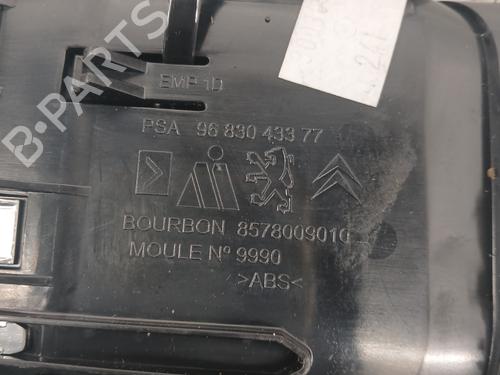 B-PARTS
EMP 1D
PSA 96 830 433 77
BOURBON 8578009010
MOULE Nº 9990
>ABS<